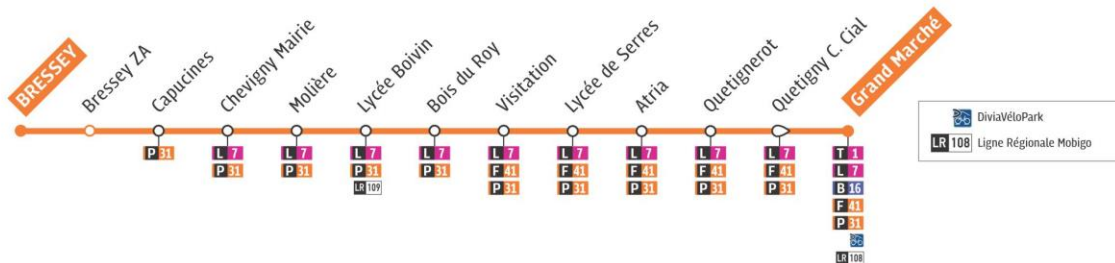 BRESSEY
Bressey ZA
Capucines
P 31
Chevigny Mairie
L 7
P 31
Molière
L 7
P 31
Lycée Boivin
L 7
P 31
LR 109
Bois du Roy
L 7
P 31
Visitation
L 7
F 41
P 31
Lycée de Serres
L 7
F 41
P 31
Atria
L 7
F 41
P 31
Quetignerot
L 7
F 41
P 31
Quetigny C. Cial
L 7
F 41
P 31
Grand Marché
T 1
L 7
B 16
F 41
P 31
LR 108
DiviaVéloPark
LR 108 Ligne Régionale Mobigo